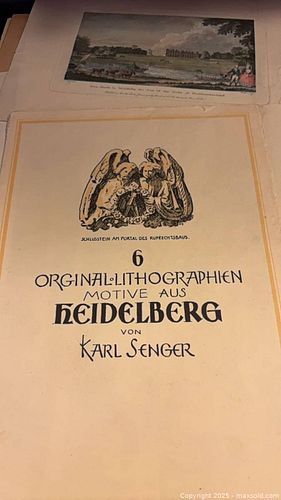 SCHLUSSTEIN AM PORTAL DES RUPRECHTSBAUS.
6
ORGINAL-LITHOGRAPHIEN
MOTIVE AUS
HEIDELBERG
VON
KARL SENGER
Copyright 2025 - maxsold.com